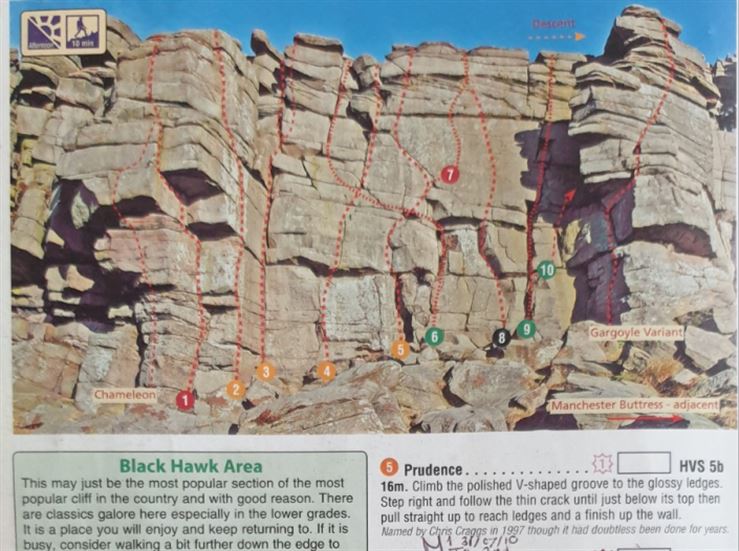 Afternoon
10 min
Descent
7
10
Gargoyle Variant
1
2
3
4
5
6
8
9
Chameleon
Manchester Buttress - adjacent
Black Hawk Area
This may just be the most popular section of the most
popular cliff in the country and with good reason. There
are classics galore here especially in the lower grades.
It is a place you will enjoy and keep returning to. If it is
busy, consider walking a bit further down the edge to
5 Prudence . . . . . . . . . . . . . . . . 1 HVS 5b
16m. Climb the polished V-shaped groove to the glossy ledges.
Step right and follow the thin crack until just below its top then
pull straight up to reach ledges and a finish up the wall.
Named by Chris Craggs in 1997 though it had doubtless been done for years.